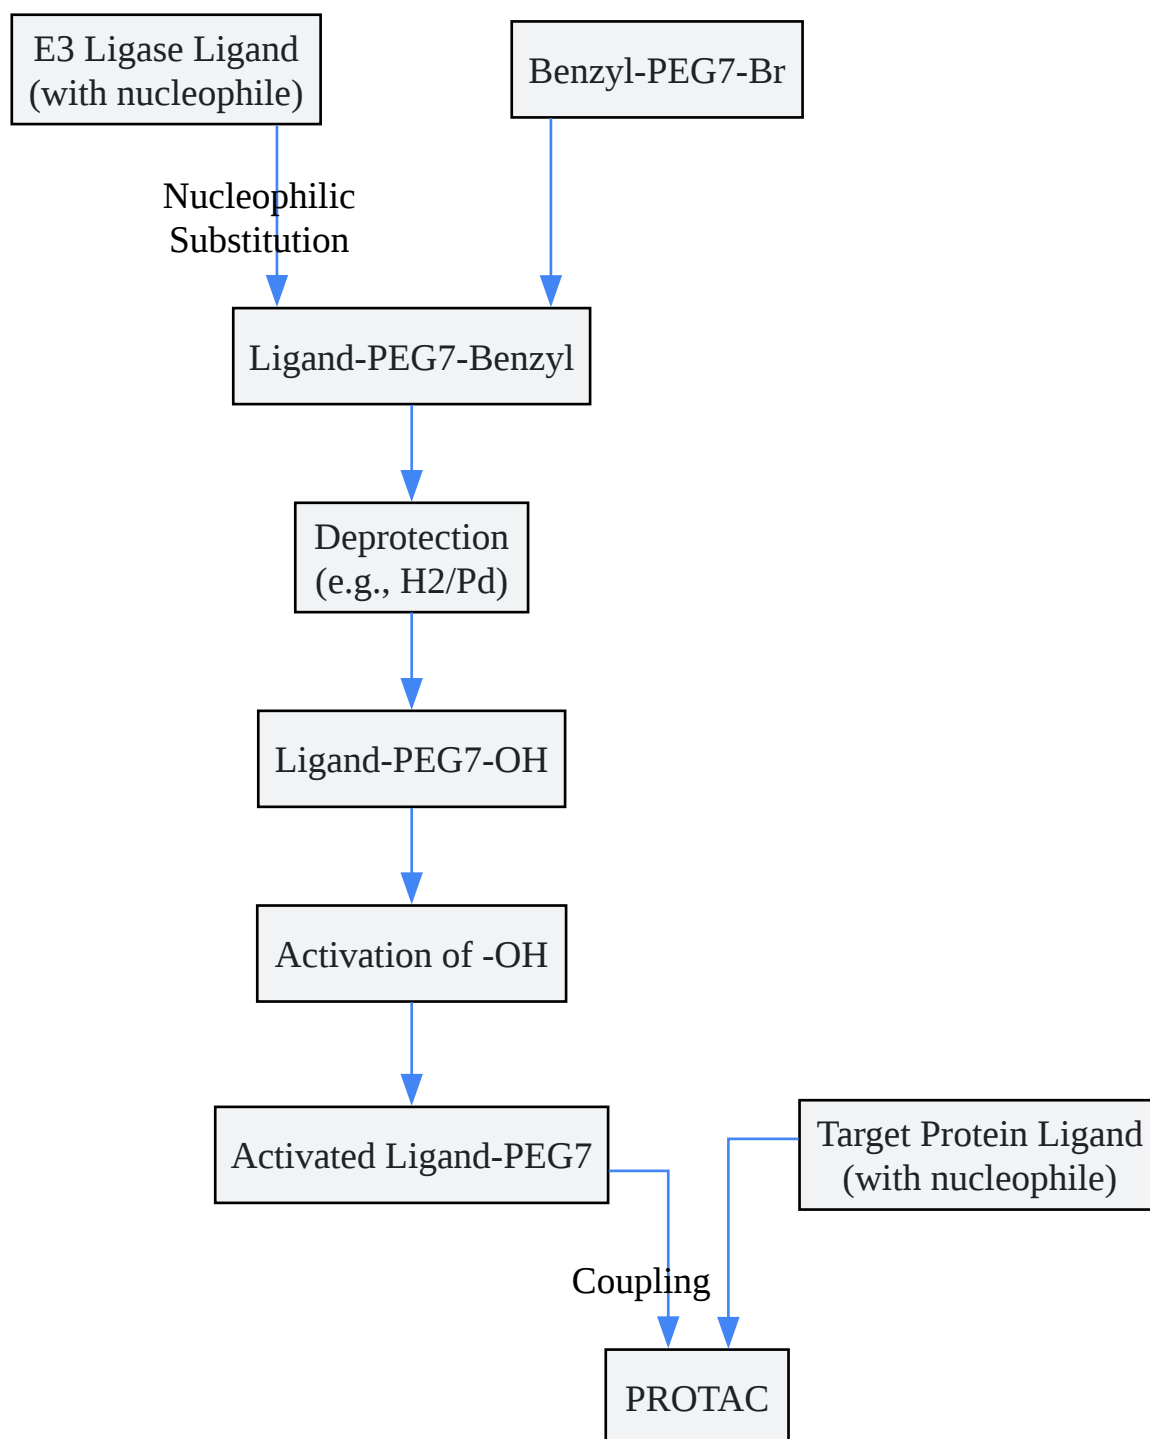 E3 Ligase Ligand
(with nucleophile)
Benzyl-PEG7-Br
Nucleophilic
Substitution
Ligand-PEG7-Benzyl
Deprotection
(e.g., H2/Pd)
Ligand-PEG7-OH
Activation of -OH
Activated Ligand-PEG7
Target Protein Ligand
(with nucleophile)
Coupling
PROTAC